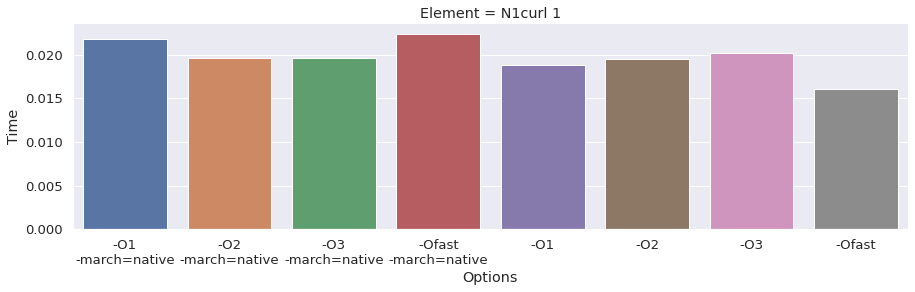 Element = N1curl 1
Time
0.020
0.015
0.010
0.005
0.000
-O1 -O2 -O3 -Ofast -O1 -O2 -O3 -Ofast
-march=native -march=native -march=native -march=native
Options